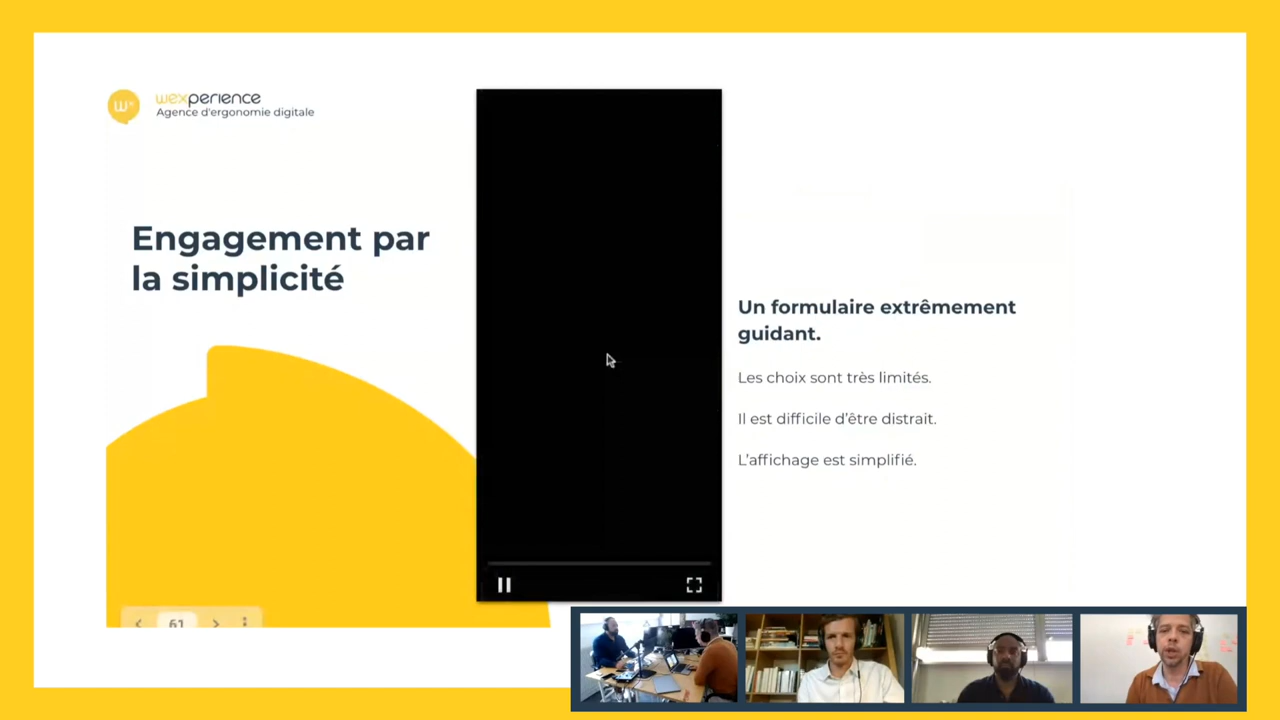 wexperience
Agence d'ergonomie digitale
Engagement par
la simplicité
Un formulaire extrêmement
guidant.
Les choix sont très limités.
Il est difficile d'être distrait.
L'affichage est simplifié.
61